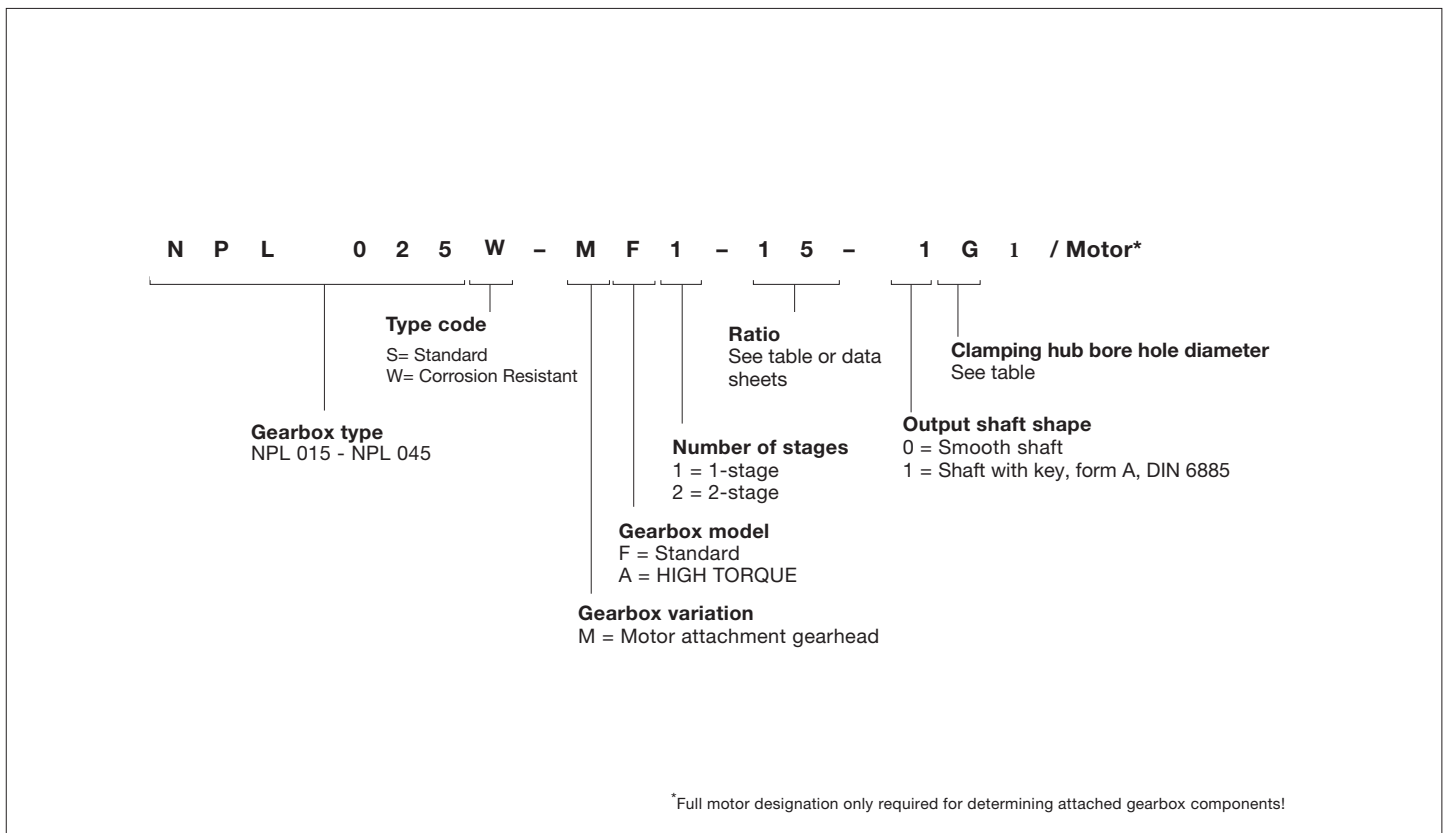 N P L 0 2 5 W – M F 1 – 1 5 – 1 G 1 / Motor*
Type code
S= Standard
W= Corrosion Resistant
Gearbox type
NPL 015 - NPL 045
Ratio
See table or data
sheets
Clamping hub bore hole diameter
See table
Output shaft shape
0 = Smooth shaft
1 = Shaft with key, form A, DIN 6885
Number of stages
1 = 1-stage
2 = 2-stage
Gearbox model
F = Standard
A = HIGH TORQUE
Gearbox variation
M = Motor attachment gearhead
*Full motor designation only required for determining attached gearbox components!